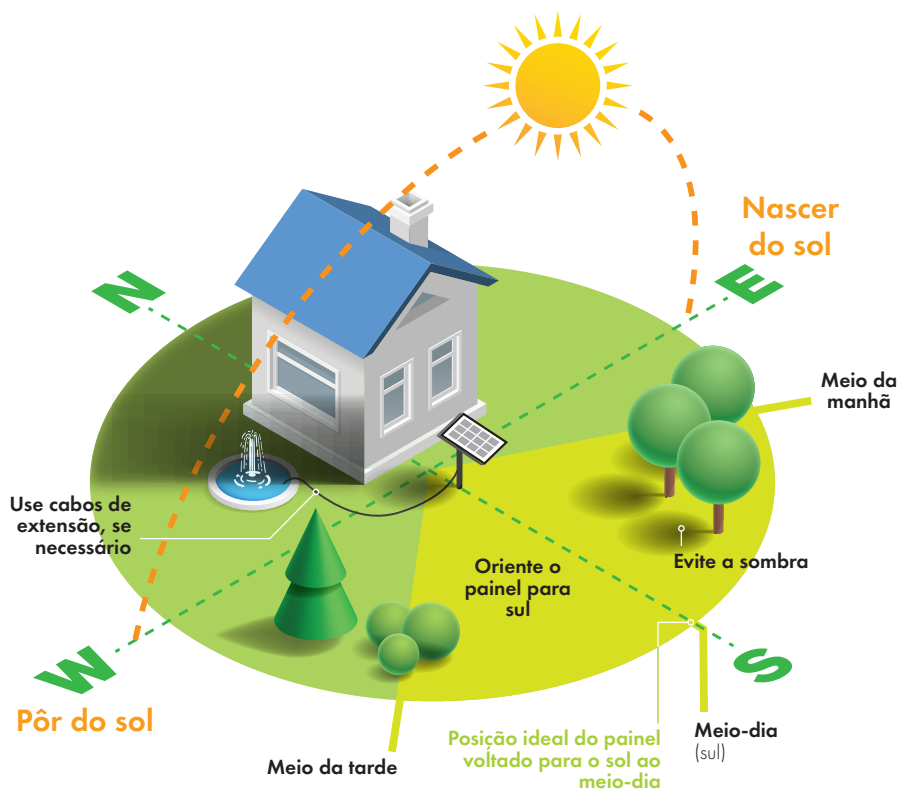 Nascer
do sol
N
E
Meio da
manhã
Use cabos de
extensão, se
necessário
Evite a sombra
Oriente o
painel para
sul
W
S
Pôr do sol
Meio da tarde
Posição ideal do painel
voltado para o sol ao
meio-dia
Meio-dia
(sul)